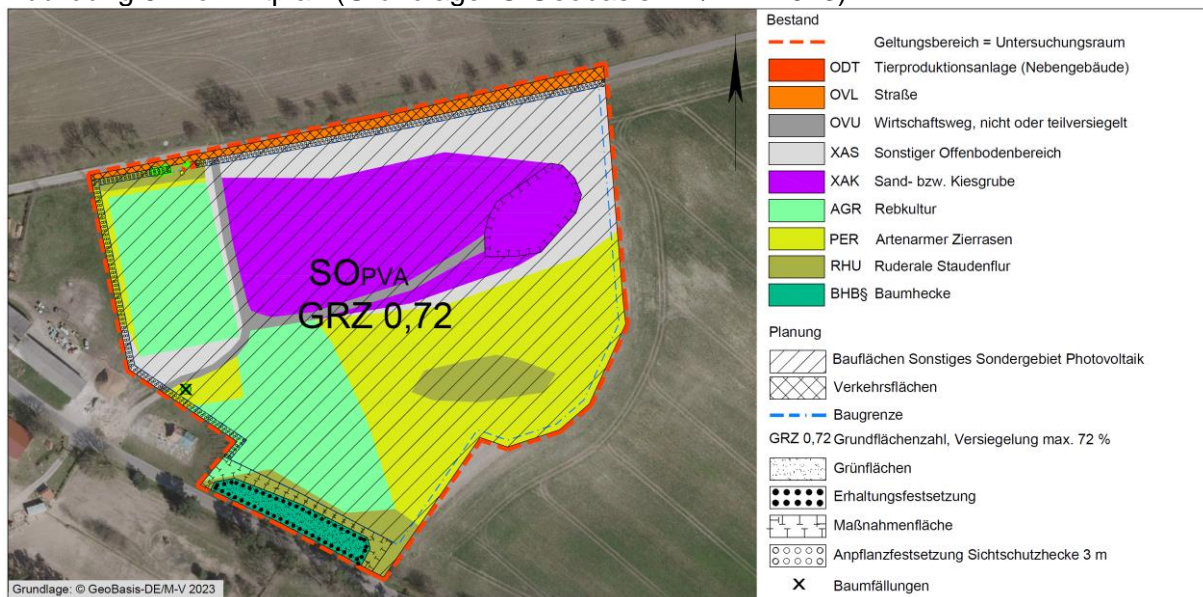 SOPVA
GRZ 0,72
Grundlage: © GeoBasis-DE/M-V 2023
Bestand
Geltungsbereich = Untersuchungsraum
ODT Tierproduktionsanlage (Nebengebäude)
OVL Straße
OVU Wirtschaftsweg, nicht oder teilversiegelt
XAS Sonstiger Offenbodenbereich
XAK Sand- bzw. Kiesgrube
AGR Rebkultur
PER Artenarmer Zierrasen
RHU Ruderale Staudenflur
BHB§ Baumhecke
Planung
Bauflächen Sonstiges Sondergebiet Photovoltaik
Verkehrsflächen
Baugrenze
GRZ 0,72 Grundflächenzahl, Versiegelung max. 72 %
Grünflächen
Erhaltungsfestsetzung
Maßnahmenfläche
Anpflanzfestsetzung Sichtschutzhecke 3 m
X Baumfällungen